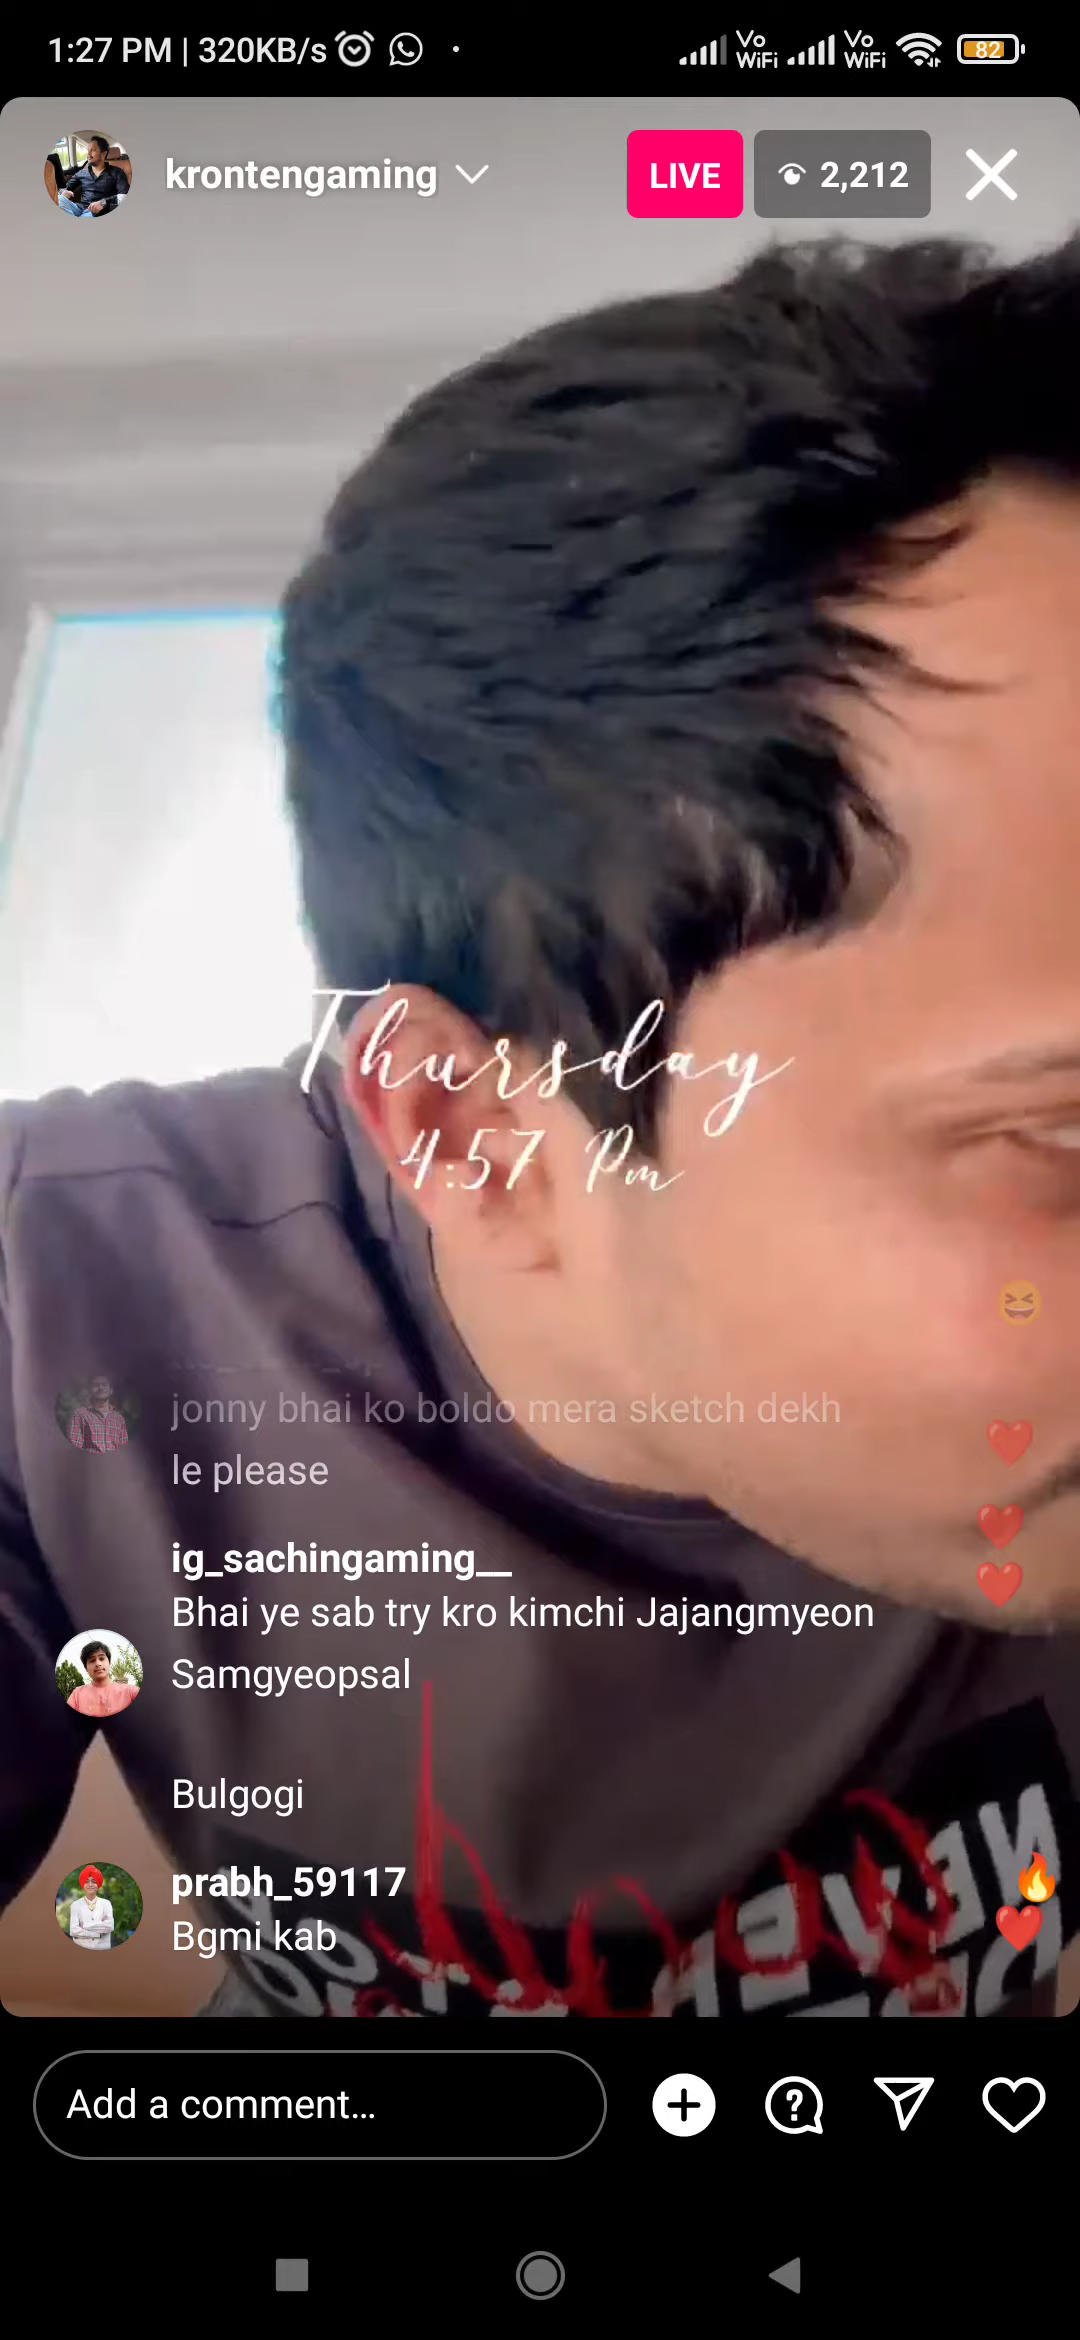 1:27 PM | 320KB/s
Vo WiFi
Vo WiFi
82
krontengaming
LIVE
2,212
Thursday
4:57 Pm
jonny bhai ko boldo mera sketch dekh
le please
ig_sachingaming__
Bhai ye sab try kro kimchi Jajangmyeon
Samgyeopsal
Bulgogi
prabh_59117
Bgmi kab
Add a comment...